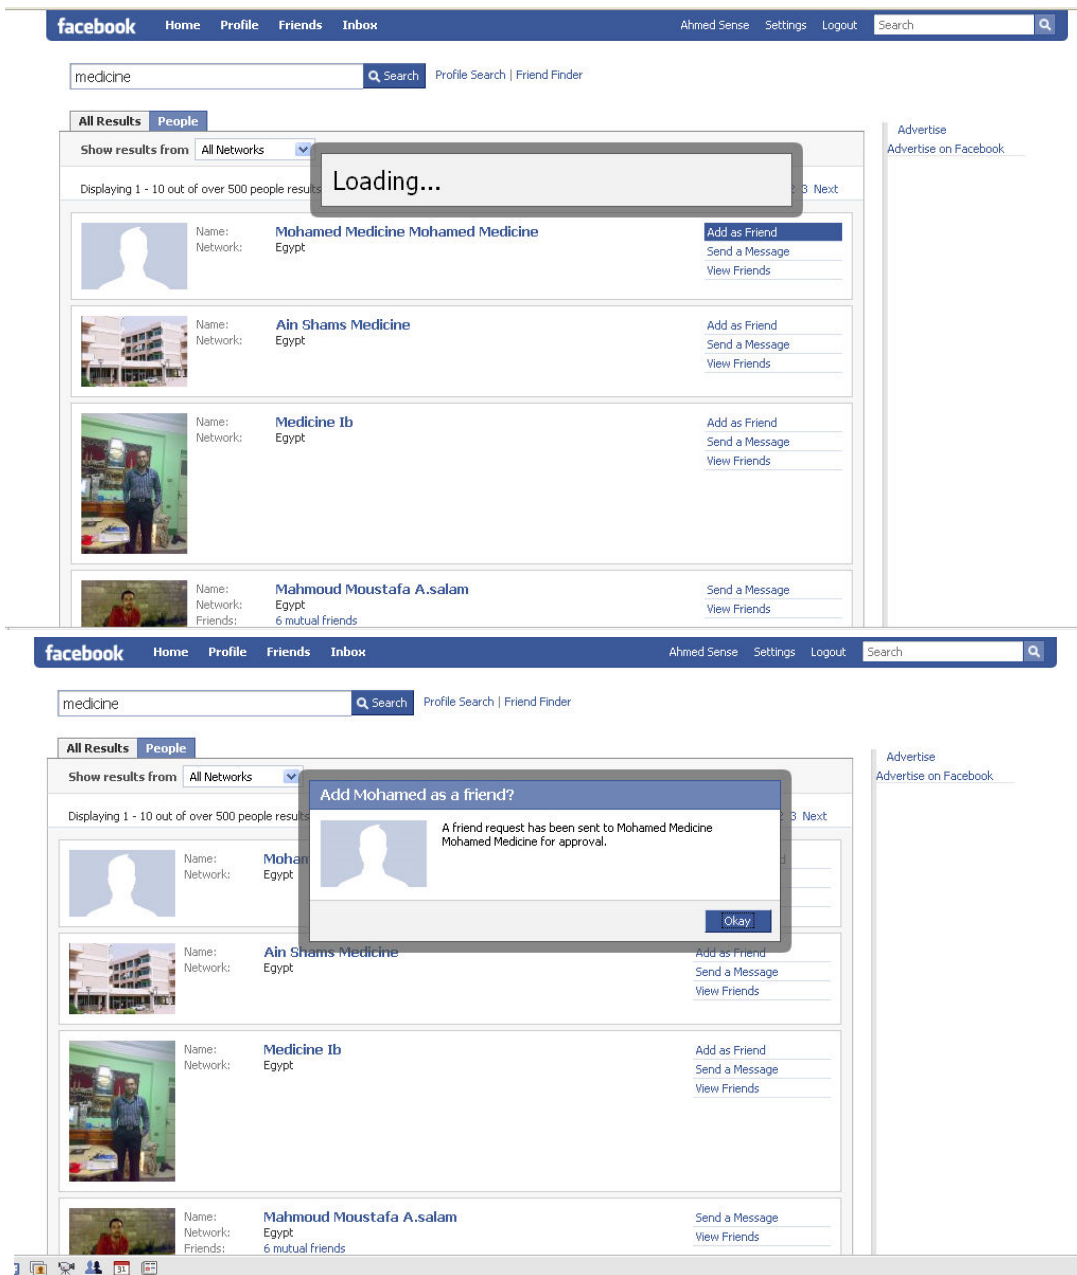 facebook Home Profile Friends Inbox Ahmed Sense Settings Logout Search
medicine Search Profile Search | Friend Finder
All Results People
Advertise
Show results from All Networks
Advertise on Facebook
Loading...
Displaying 1 - 10 out of over 500 people results 3 Next
Name: Mohamed Medicine Mohamed Medicine Add as Friend
Network: Egypt Send a Message
View Friends
Name: Ain Shams Medicine Add as Friend
Network: Egypt Send a Message
View Friends
Name: Medicine Ib Add as Friend
Network: Egypt Send a Message
View Friends
Name: Mahmoud Moustafa A.salam Send a Message
Network: Egypt View Friends
Friends: 6 mutual friends
facebook Home Profile Friends Inbox Ahmed Sense Settings Logout Search
medicine Search Profile Search | Friend Finder
All Results People
Advertise
Show results from All Networks
Advertise on Facebook
Add Mohamed as a friend?
Displaying 1 - 10 out of over 500 people 3 Next
A friend request has been sent to Mohamed Medicine
Mohamed Medicine for approval.
Name:
Network: Egypt
Okay
Name: Ain Shams Medicine Add as Friend
Network: Egypt Send a Message
View Friends
Name: Medicine Ib Add as Friend
Network: Egypt Send a Message
View Friends
Name: Mahmoud Moustafa A.salam Send a Message
Network: Egypt View Friends
Friends: 6 mutual friends
31